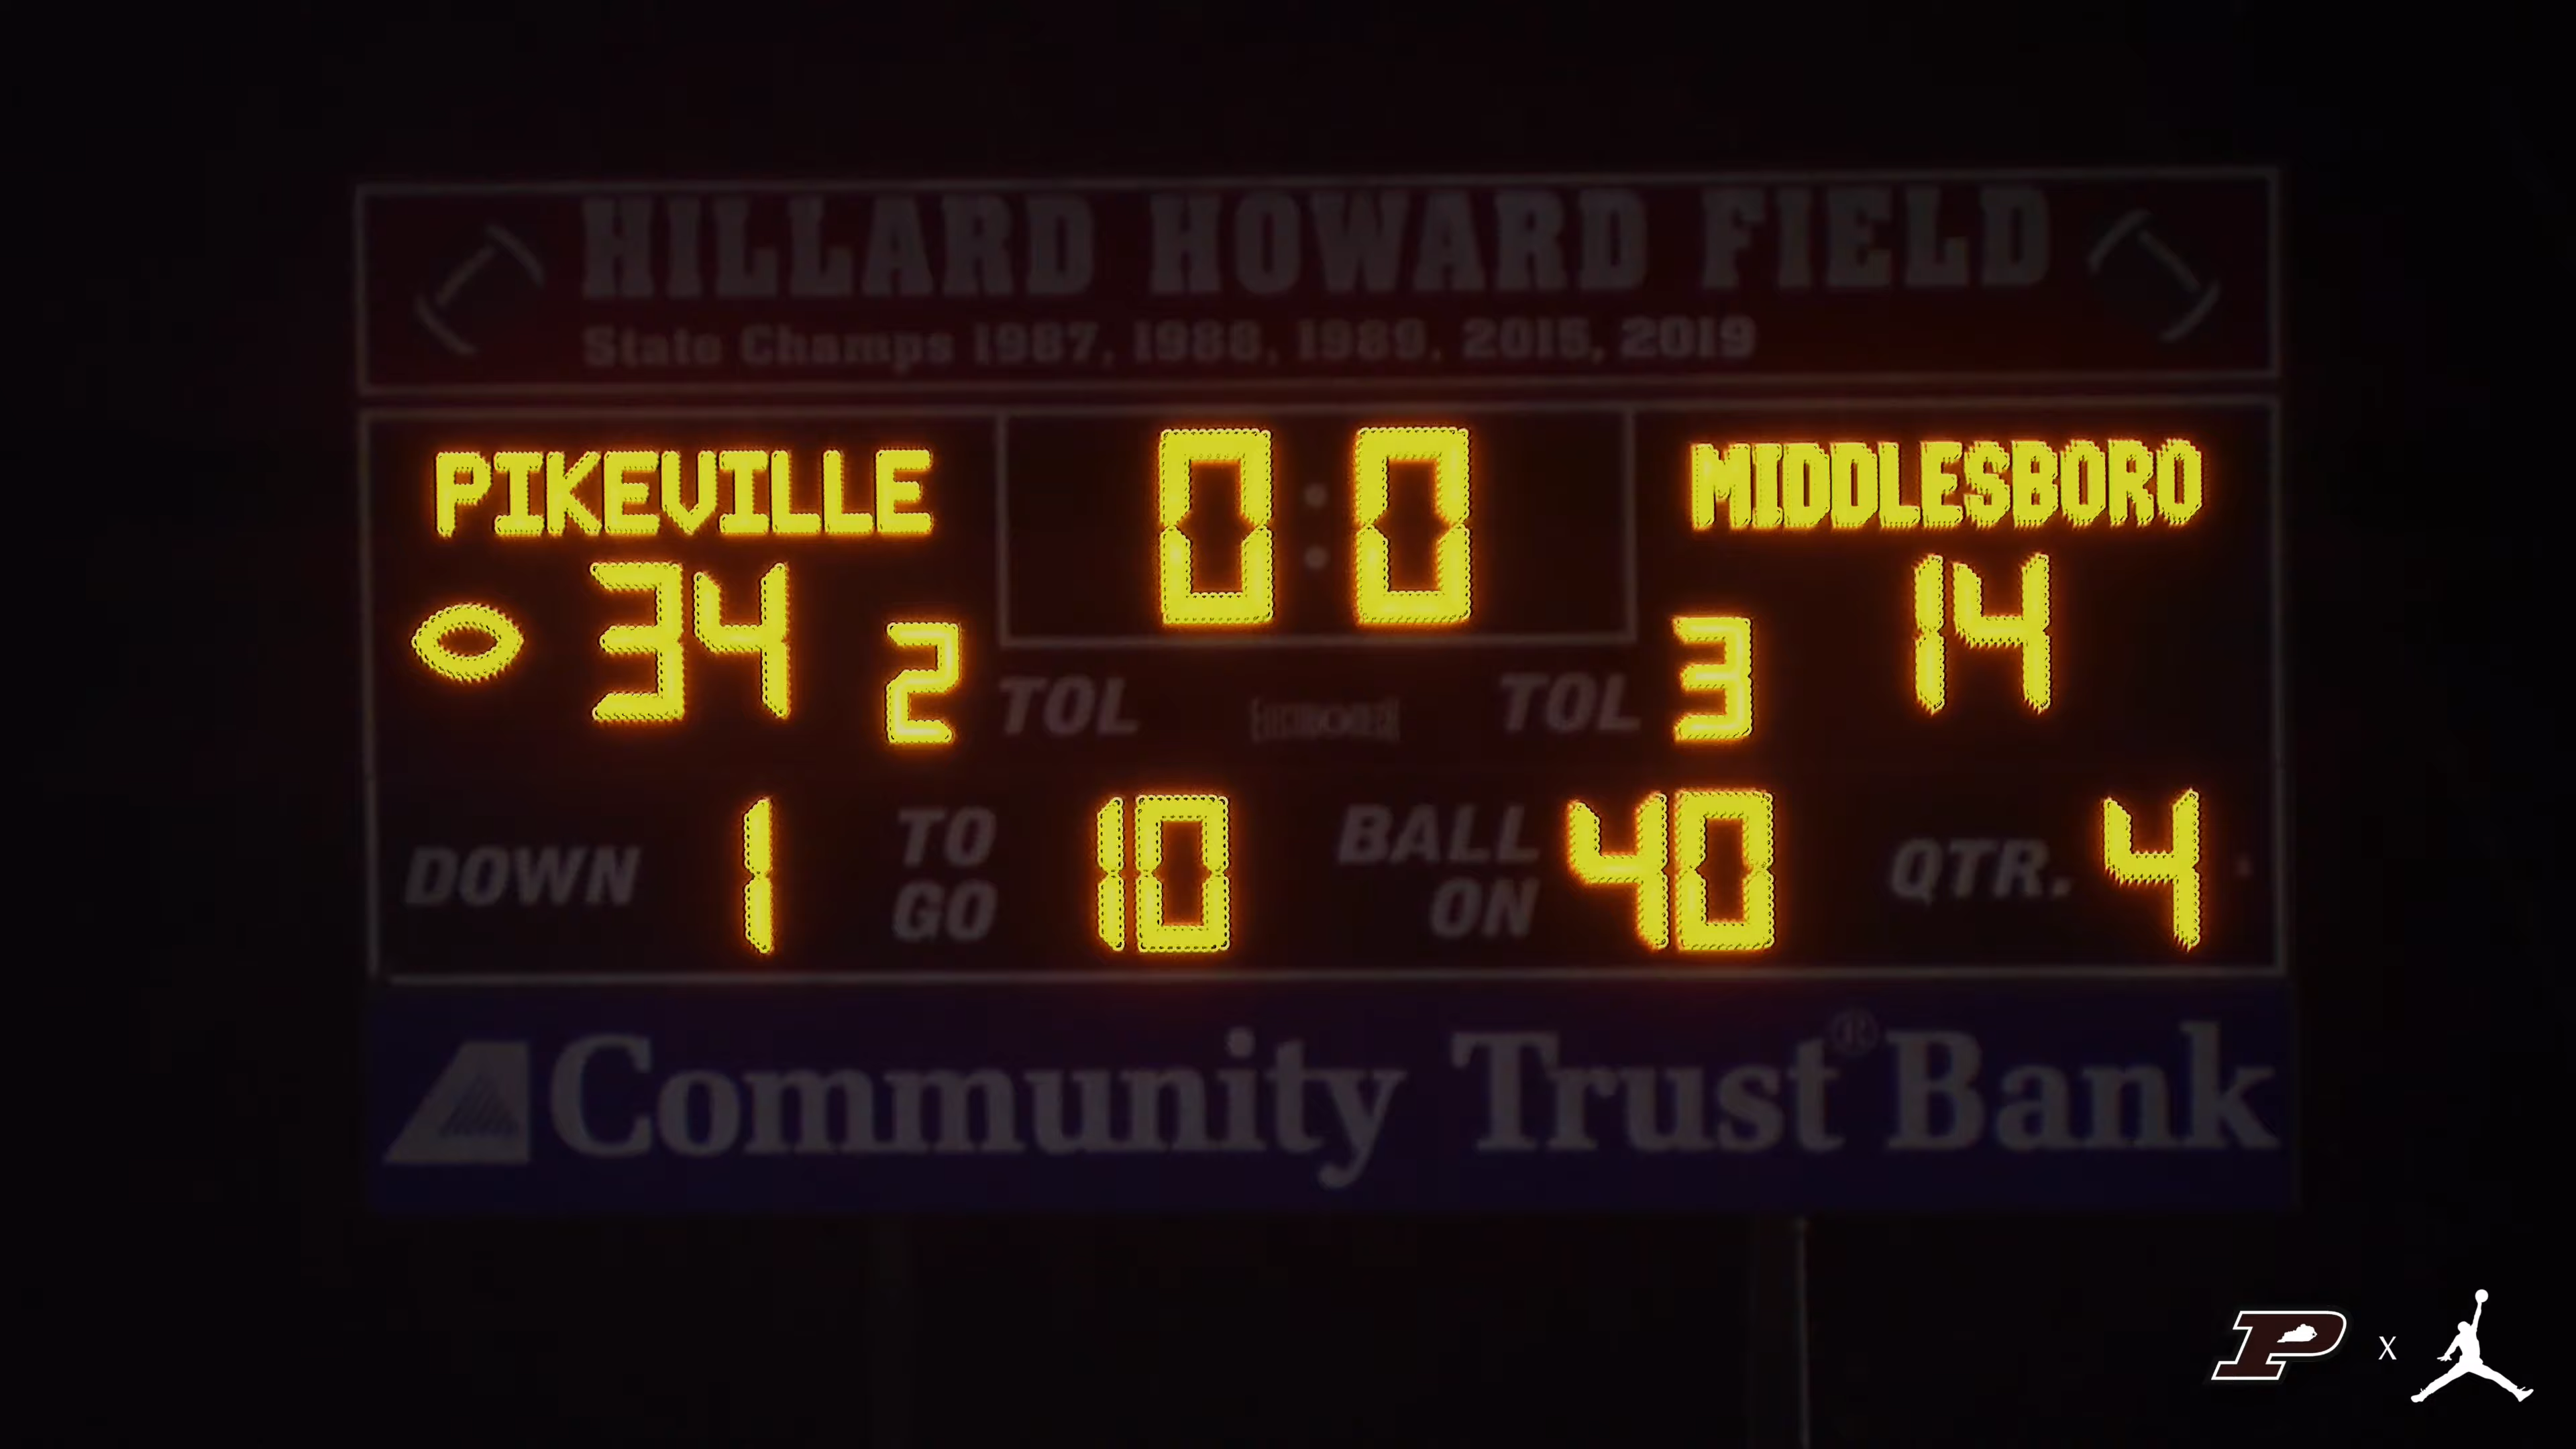 HILLARD HOWARD FIELD
State Champs 1987, 1988, 1989, 2015, 2019
PIKEVILLE 0:0 MIDDLESBORO
34 2 TOL TOL 3 14
DOWN 1 TO GO 10 BALL ON 40 QTR. 4
Community Trust® Bank
P X